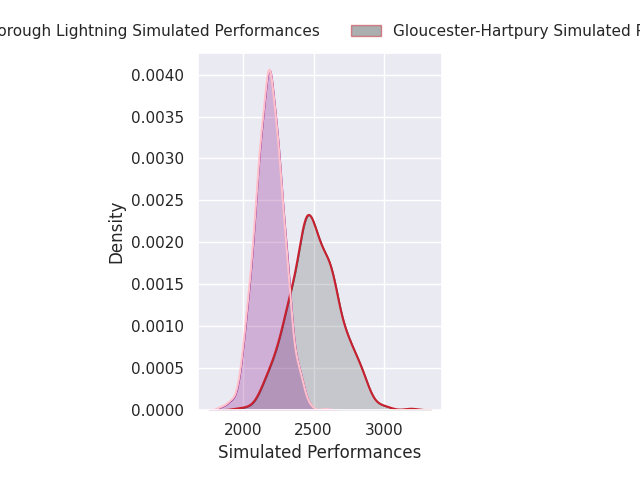 orough Lightning Simulated Performances Gloucester-Hartpury Simulated P
0.0040
0.0035
0.0030
0.0025
0.0020
0.0015
0.0010
0.0005
0.0000
Density
2000 2500 3000
Simulated Performances